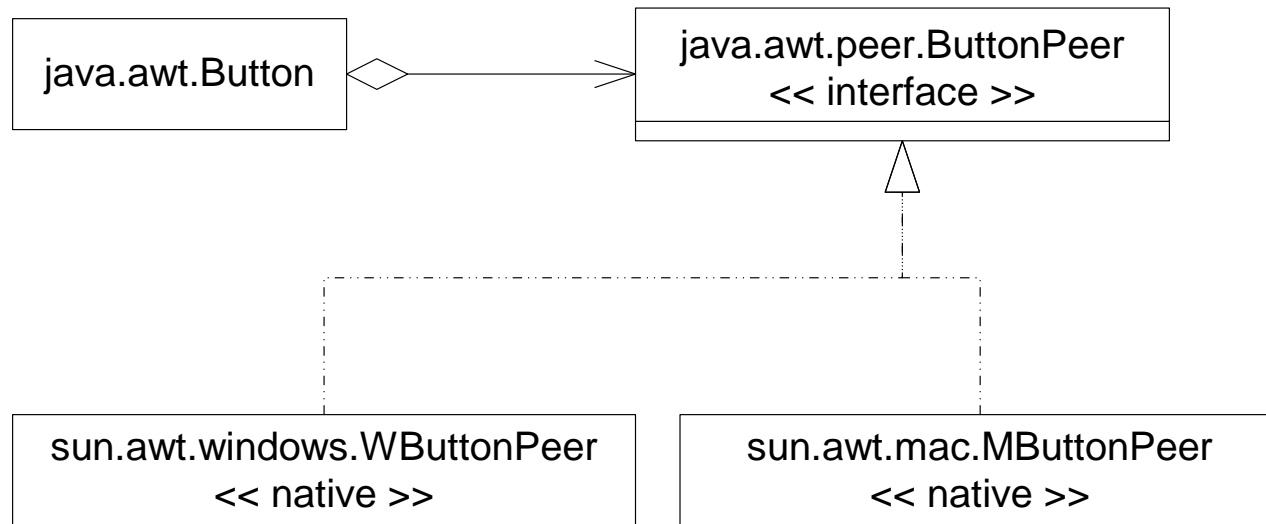 java.awt.Button
java.awt.peer.ButtonPeer
<< interface >>
sun.awt.windows.WButtonPeer
<< native >>
sun.awt.mac.MButtonPeer
<< native >>